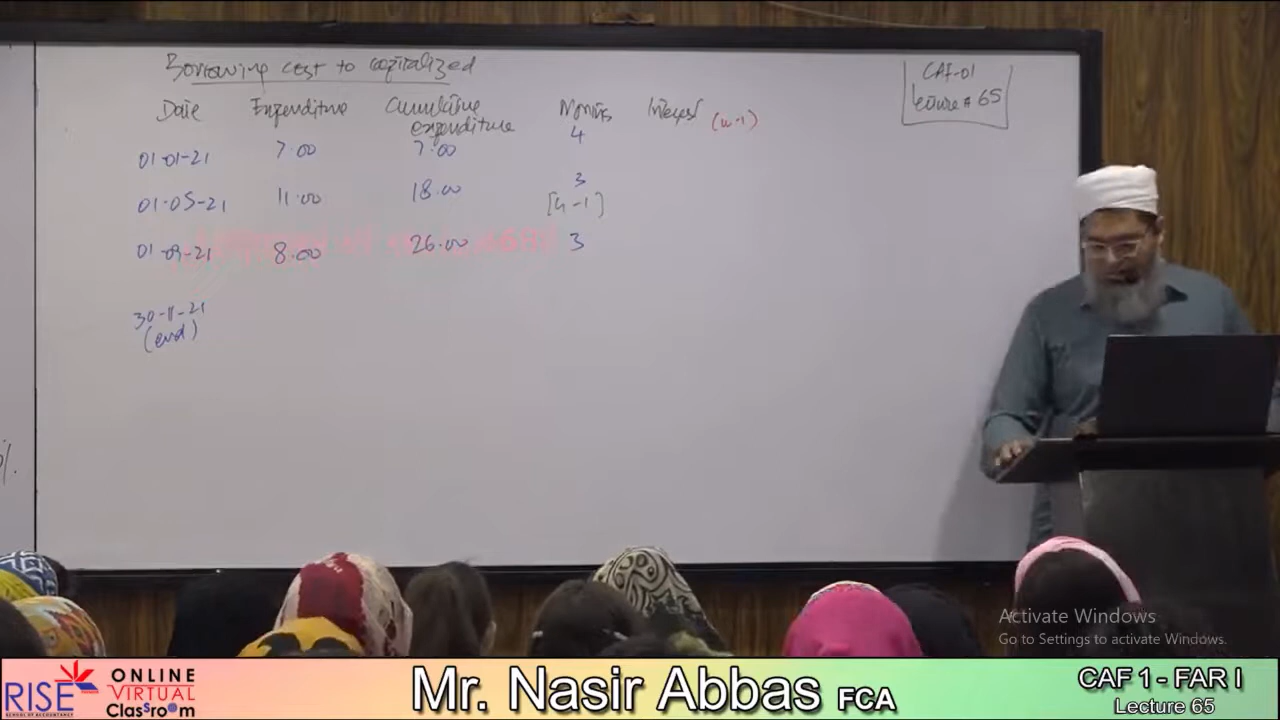 Borrowing cost to capitalized
CAF-01
Lecture # 65
Date Expenditure Cumulative expenditure Months Interest (w-1)
01-01-21 7.00 7.00 4
01-05-21 11.00 18.00 3
[4-1]
01-09-21 8.00 26.00 3
30-11-21
(end)
%.
Activate Windows
Go to Settings to activate Windows.
RISE
SCHOOL OF ACCOUNTANCY
ONLINE
VIRTUAL
ClasSroom
Mr. Nasir Abbas FCA
CAF 1 - FAR I
Lecture 65